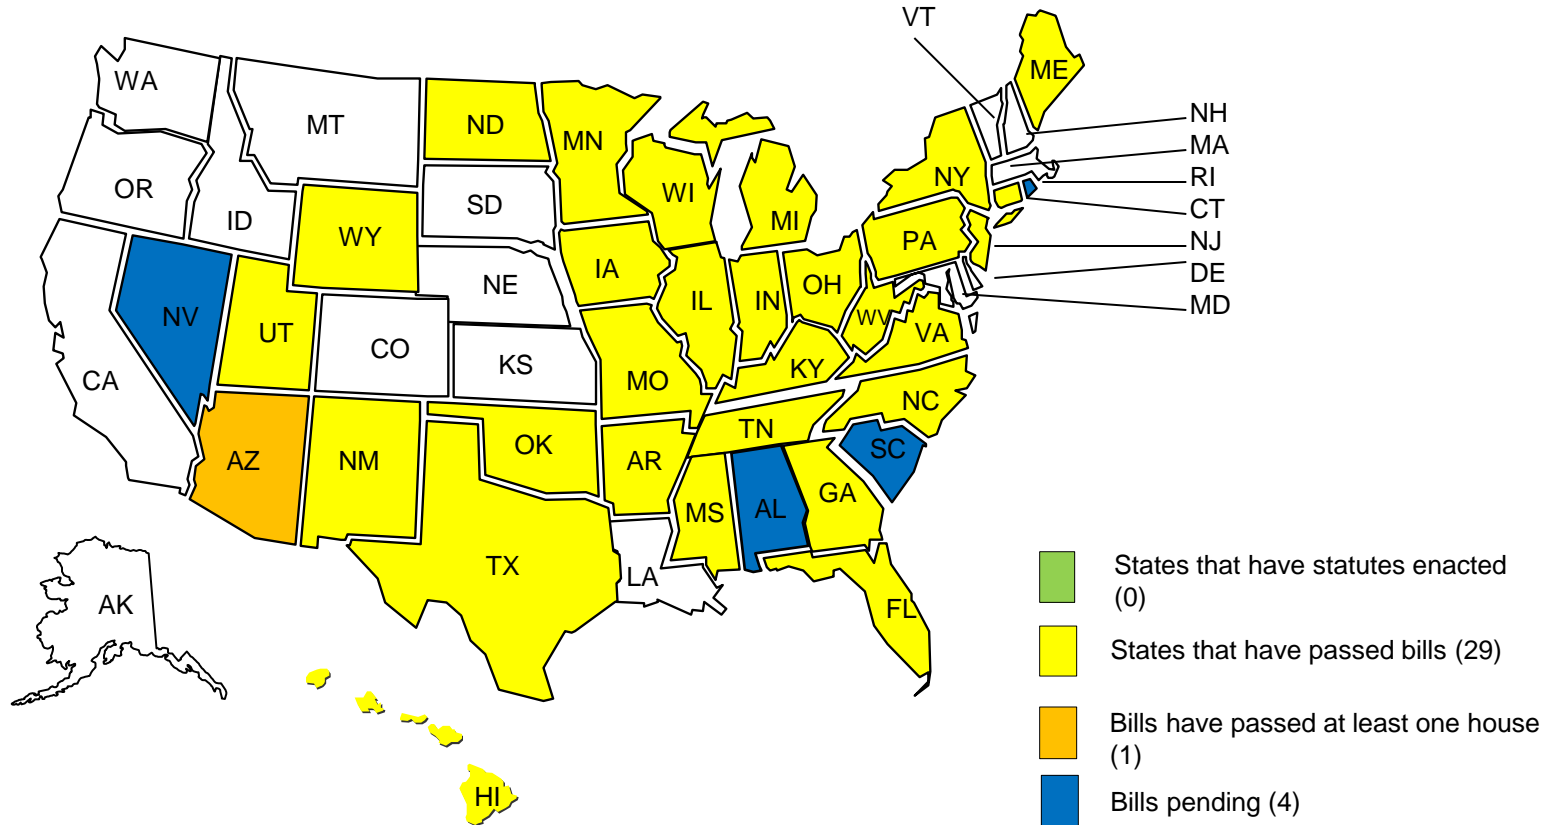 VT
ME
WA
NH
MT
ND
MN
MA
RI
OR
SD
WI
NY
CT
ID
MI
WY
PA
NJ
IA
DE
NE
OH
IL
IN
MD
NV
WV
UT
VA
CO
KS
KY
CA
MO
NC
TN
OK
SC
AZ
NM
AR
GA
MS
AL
TX
LA
AK
FL
HI
States that have statutes enacted
(0)
States that have passed bills (29)
Bills have passed at least one house
(1)
Bills pending (4)